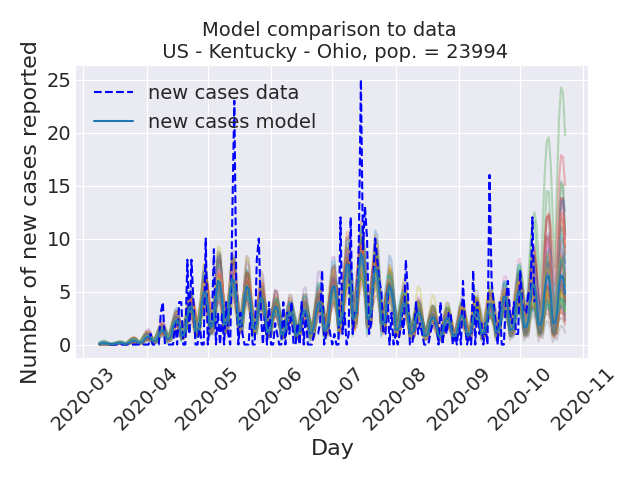 Model comparison to data
US - Kentucky - Ohio, pop. = 23994
Number of new cases reported
25
20
15
10
5
0
new cases data
new cases model
2020-03
2020-04
2020-05
2020-06
2020-07
2020-08
2020-09
2020-10
2020-11
Day